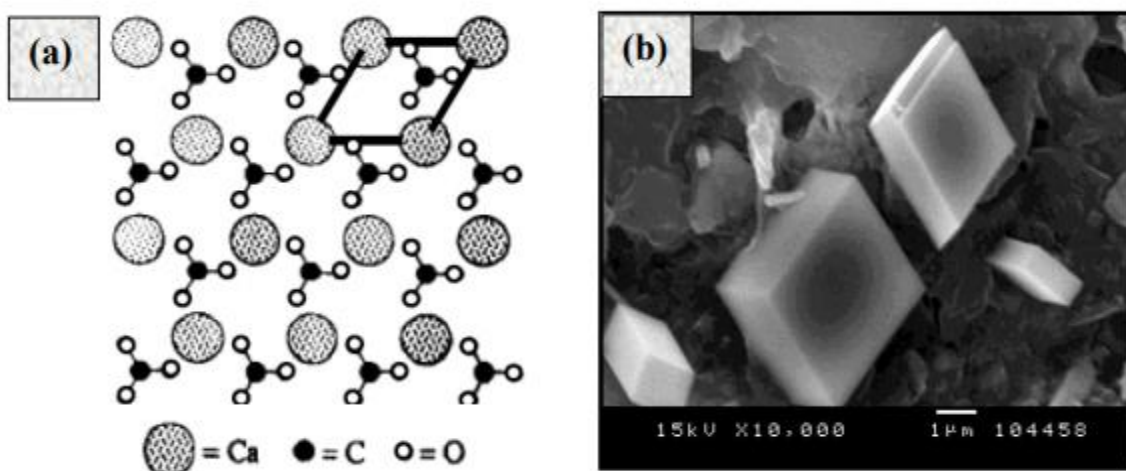 (a)
(b)
= Ca
= C
= O
15kV X10,000 1μm 104458